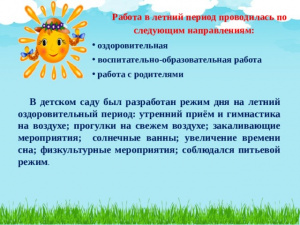 Работа в летний период проводилась по
следующим направлениям:
• оздоровительная
• воспитательно-образовательная работа
• работа с родителями
В детском саду был разработан режим дня на летний
оздоровительный период: утренний приём и гимнастика
на воздухе; прогулки на свежем воздухе; закаливающие
мероприятия; солнечные ванны; увеличение времени
сна; физкультурные мероприятия; соблюдался питьевой
режим.